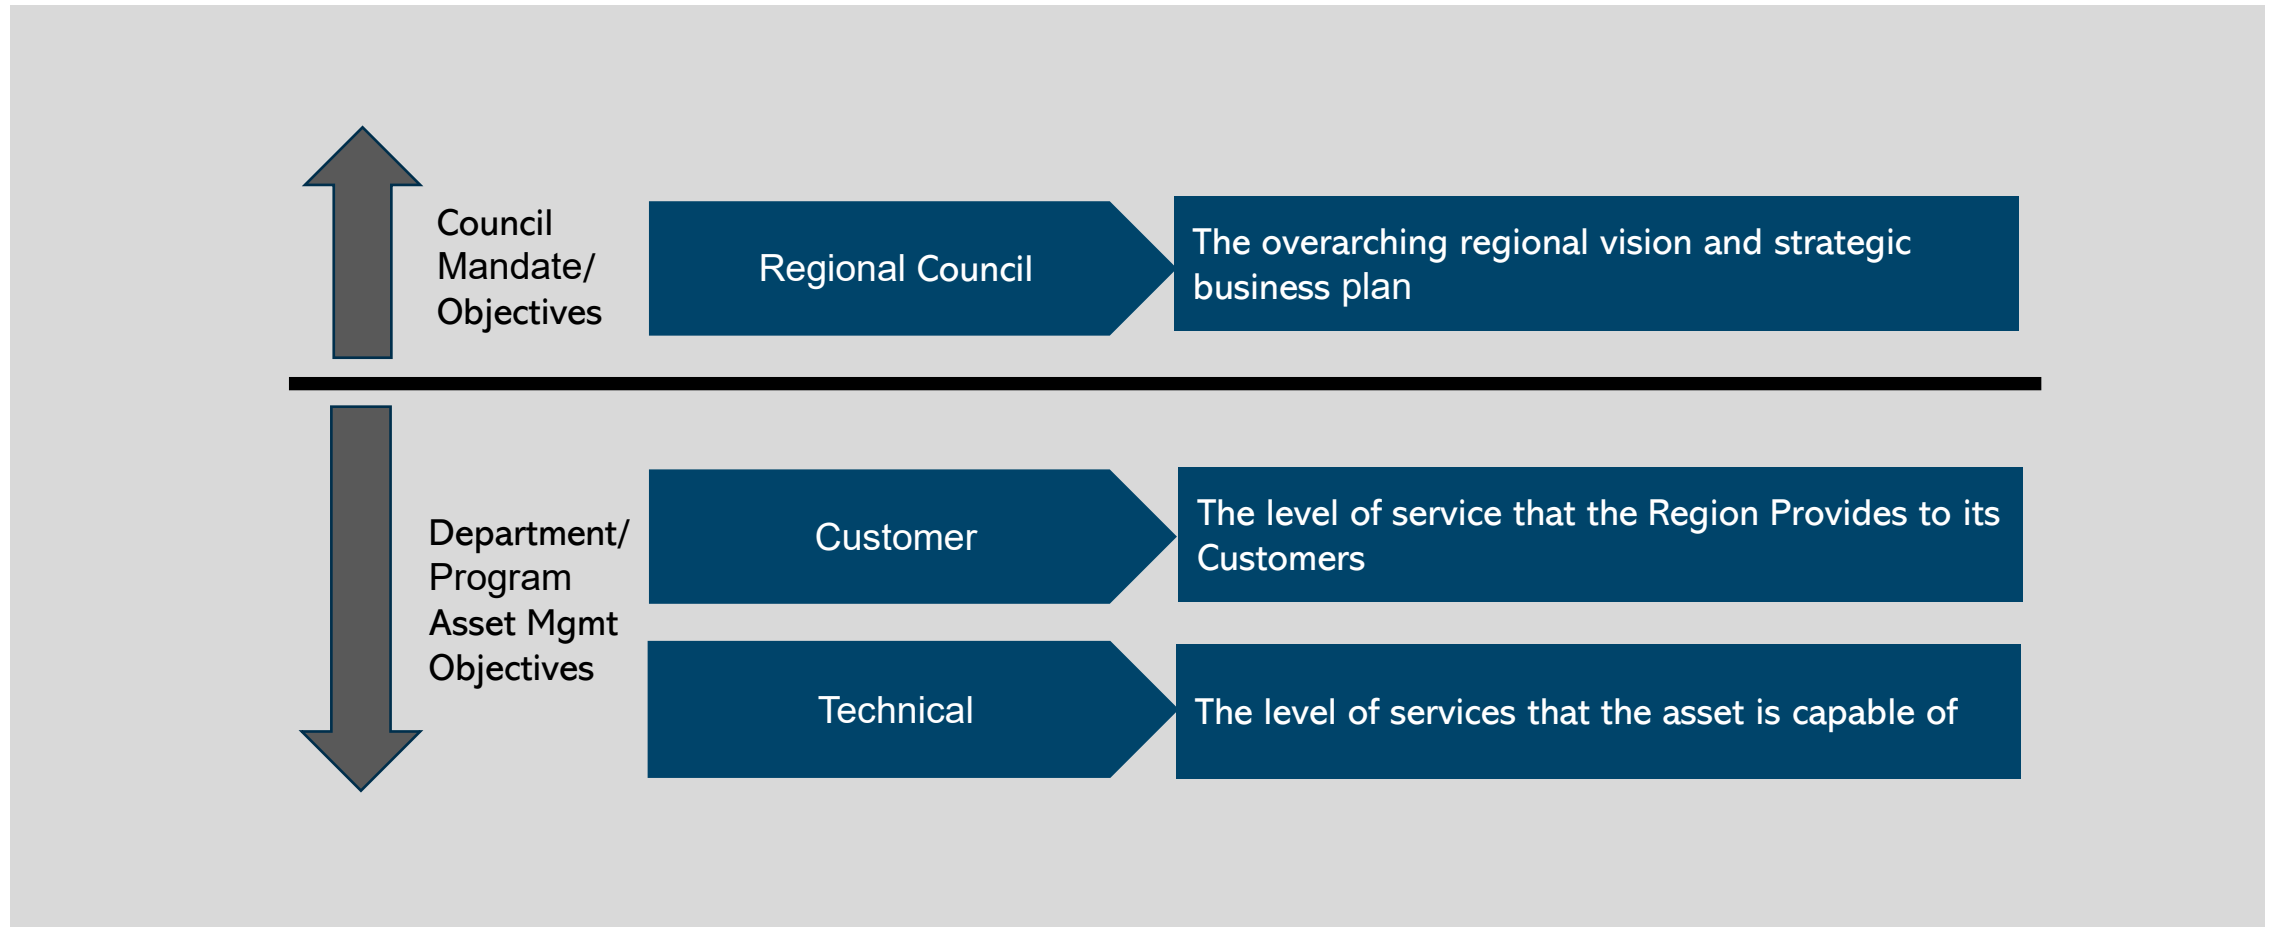 Council
Mandate/
Objectives
Regional Council
The overarching regional vision and strategic
business plan
Department/
Program
Asset Mgmt
Objectives
Customer
The level of service that the Region Provides to its
Customers
Technical
The level of services that the asset is capable of